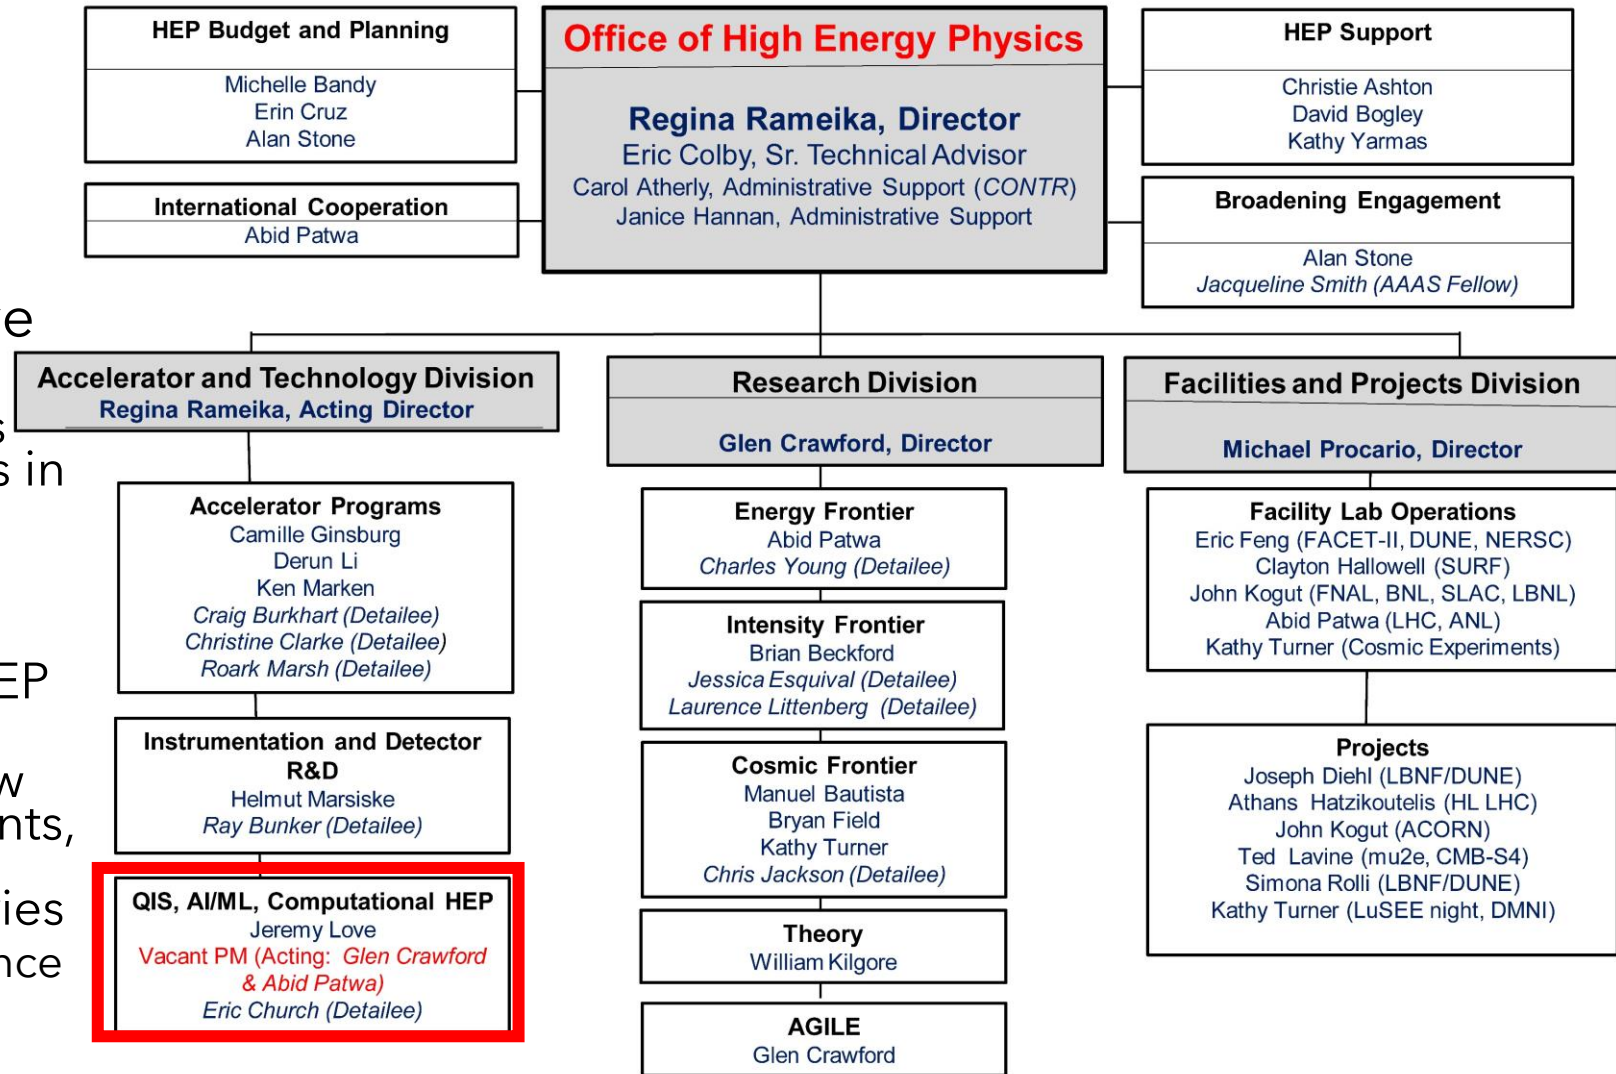 HEP Budget and Planning
Michelle Bandy
Erin Cruz
Alan Stone
International Cooperation
Abid Patwa
Office of High Energy Physics
Regina Rameika, Director
Eric Colby, Sr. Technical Advisor
Carol Atherly, Administrative Support (CONTR)
Janice Hannan, Administrative Support
HEP Support
Christie Ashton
David Bogley
Kathy Yarmas
Broadening Engagement
Alan Stone
Jacqueline Smith (AAAS Fellow)
e
s
s in
EP
w
nts,
ies
nce
Accelerator and Technology Division
Regina Rameika, Acting Director
Accelerator Programs
Camille Ginsburg
Derun Li
Ken Marken
Craig Burkhart (Detailee)
Christine Clarke (Detailee)
Roark Marsh (Detailee)
Instrumentation and Detector
R&D
Helmut Marsiske
Ray Bunker (Detailee)
QIS, AI/ML, Computational HEP
Jeremy Love
Vacant PM (Acting: Glen Crawford
& Abid Patwa)
Eric Church (Detailee)
Research Division
Glen Crawford, Director
Energy Frontier
Abid Patwa
Charles Young (Detailee)
Intensity Frontier
Brian Beckford
Jessica Esquival (Detailee)
Laurence Littenberg (Detailee)
Cosmic Frontier
Manuel Bautista
Bryan Field
Kathy Turner
Chris Jackson (Detailee)
Theory
William Kilgore
AGILE
Glen Crawford
Facilities and Projects Division
Michael Procario, Director
Facility Lab Operations
Eric Feng (FACET-II, DUNE, NERSC)
Clayton Hallowell (SURF)
John Kogut (FNAL, BNL, SLAC, LBNL)
Abid Patwa (LHC, ANL)
Kathy Turner (Cosmic Experiments)
Projects
Joseph Diehl (LBNF/DUNE)
Athans Hatzikoutelis (HL LHC)
John Kogut (ACORN)
Ted Lavine (mu2e, CMB-S4)
Simona Rolli (LBNF/DUNE)
Kathy Turner (LuSEE night, DMNI)